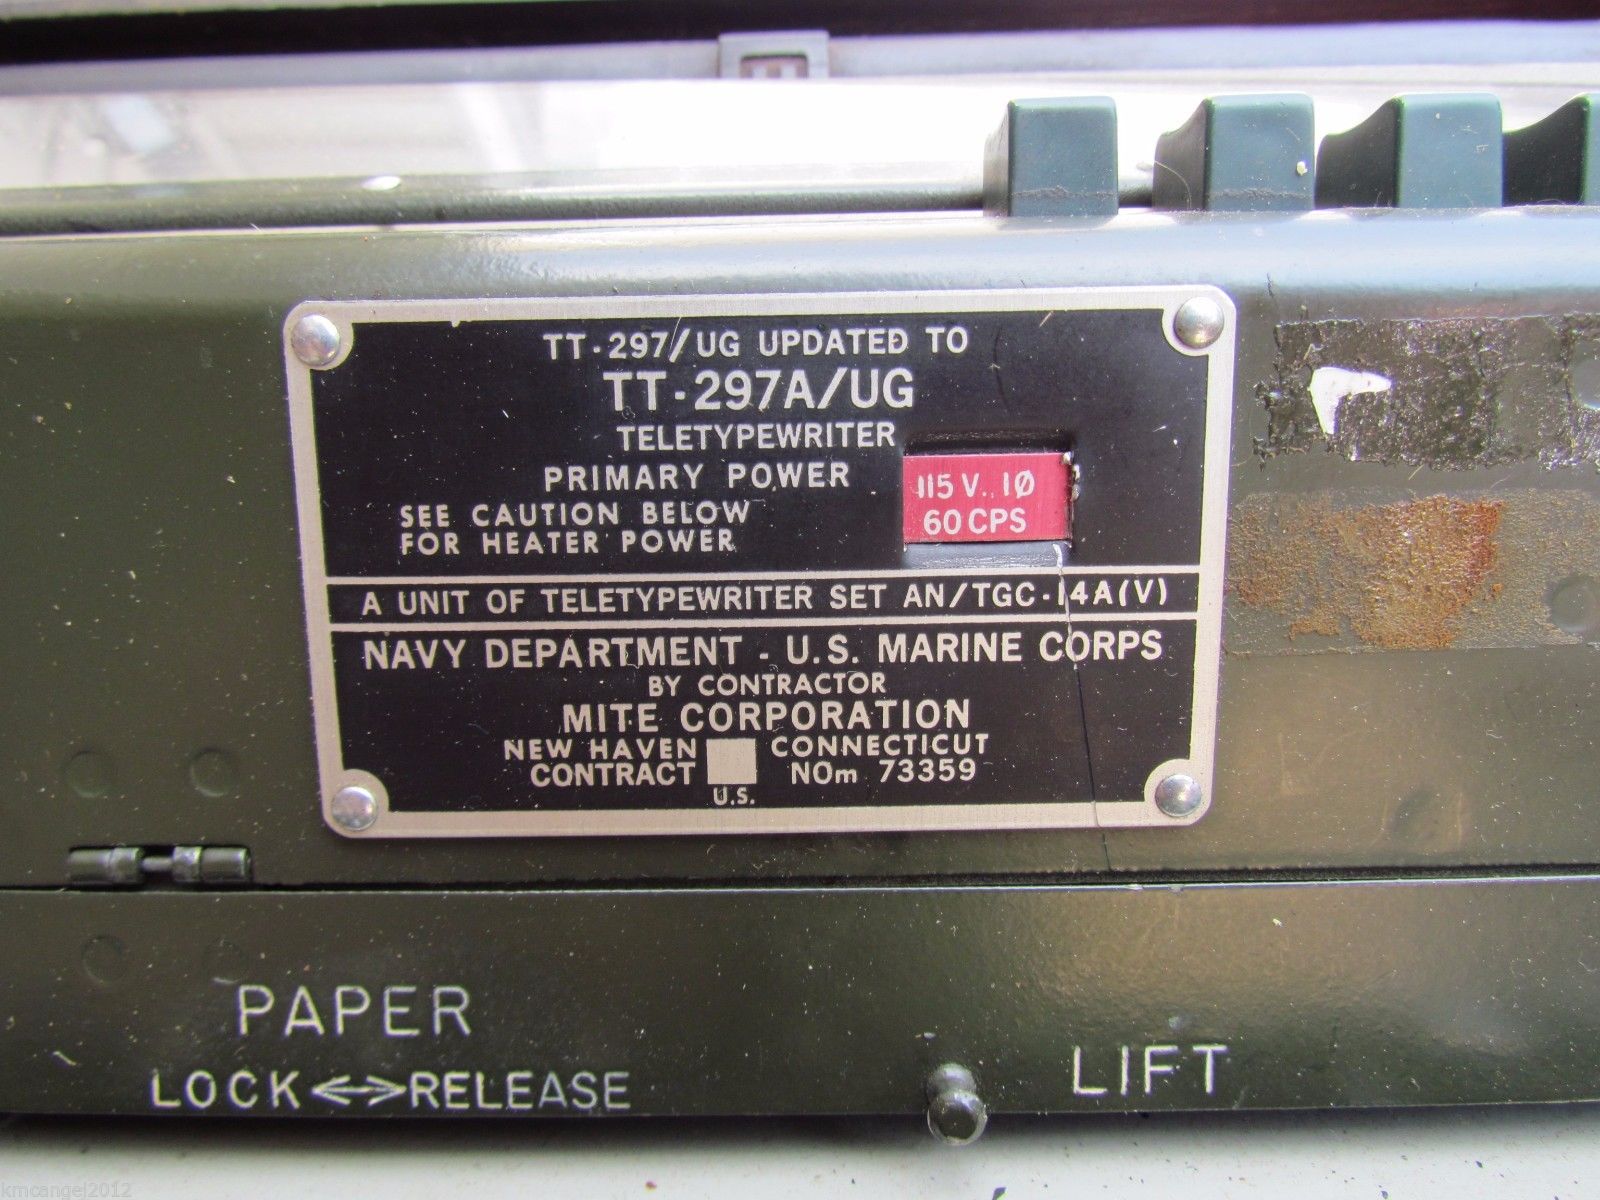 TT-297/UG UPDATED TO
TT-297A/UG
TELETYPEWRITER
PRIMARY POWER
115 V., 1Ø
60 CPS
SEE CAUTION BELOW
FOR HEATER POWER
A UNIT OF TELETYPEWRITER SET AN/TGC-14A(V)
NAVY DEPARTMENT - U.S. MARINE CORPS
BY CONTRACTOR
MITE CORPORATION
NEW HAVEN CONNECTICUT
CONTRACT NOm 73359
U.S.
PAPER
LOCK <-> RELEASE
LIFT
kmcangel2012